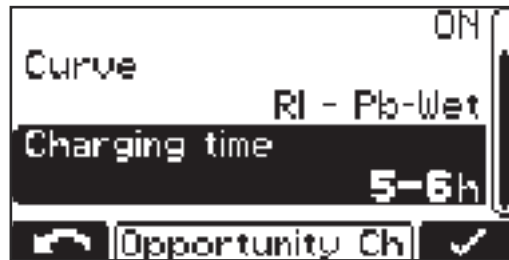 ON
Curve
RI - Pb-Wet
Charging time
5-6h
Opportunity Ch